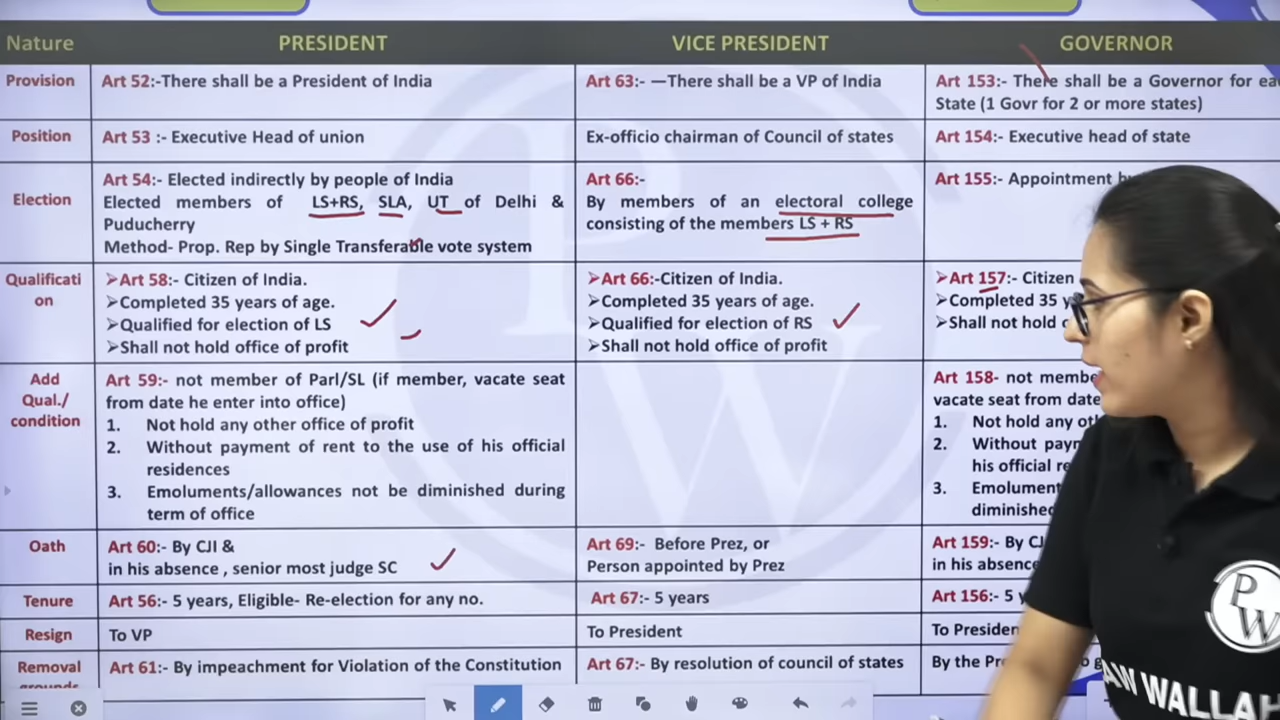 Nature PRESIDENT VICE PRESIDENT GOVERNOR
Provision
Art 52:-There shall be a President of India
Art 63:- —There shall be a VP of India
Art 153:- There shall be a Governor for
State (1 Govr for 2 or more states)
Position
Art 53 :- Executive Head of union
Ex-officio chairman of Council of states
Art 154:- Executive head of state
Election
Art 54:- Elected indirectly by people of India
Elected members of LS+RS, SLA, UT of Delhi &
Puducherry
Method- Prop. Rep by Single Transferable vote system
Art 66:-
By members of an electoral college
consisting of the members LS + RS
Art 155:- Appointment
Qualificati
on
➢Art 58:- Citizen of India.
➢Completed 35 years of age.
➢Qualified for election of LS
➢Shall not hold office of profit
➢Art 66:-Citizen of India.
➢Completed 35 years of age.
➢Qualified for election of RS
➢Shall not hold office of profit
➢Art 157:- Citizen
➢Completed 35
➢Shall not hold
Add
Qual./
condition
Art 59:- not member of Parl/SL (if member, vacate seat
from date he enter into office)
1. Not hold any other office of profit
2. Without payment of rent to the use of his official
residences
3. Emoluments/allowances not be diminished during
term of office
Art 158- not
vacate seat from date
1. Not hold any
2. Without
his official
3.
Oath
Art 60:- By CJI &
in his absence , senior most judge SC
Art 69:- Before Prez, or
Person appointed by Prez
Art 159:- By
in his absence
Tenure
Art 56:- 5 years, Eligible- Re-election for any no.
Art 67:- 5 years
Art 156:- 5
Resign
To VP
To President
To
Removal
grounds
Art 61:- By impeachment for Violation of the Constitution
Art 67:- By resolution of council of states
By the
PW
WALLAH